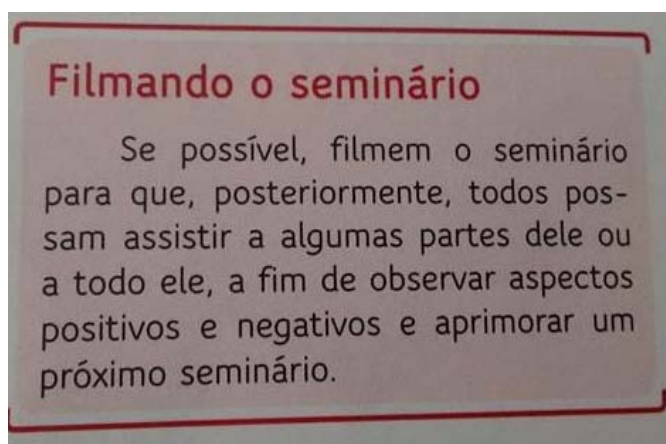 Filmando o seminário
Se possível, filmem o seminário
para que, posteriormente, todos pos-
sam assistir a algumas partes dele ou
a todo ele, a fim de observar aspectos
positivos e negativos e aprimorar um
próximo seminário.